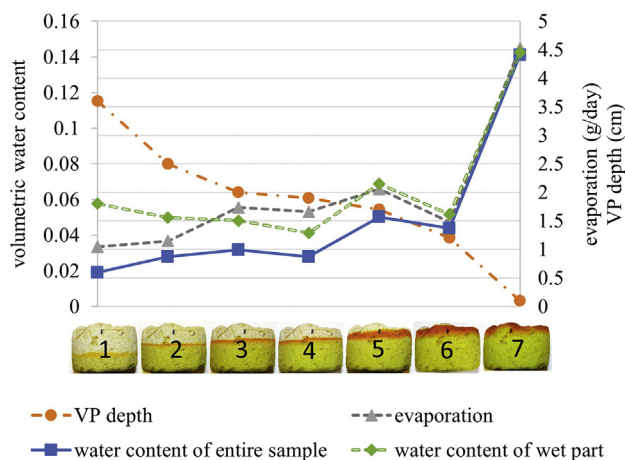 volumetric water content
0.16
0.14
0.12
0.1
0.08
0.06
0.04
0.02
0
5
4.5
4
3.5
3
2.5
2
1.5
1
0.5
0
evaporation (g/day)
VP depth (cm)
1 2 3 4 5 6 7
VP depth
evaporation
water content of entire sample
water content of wet part